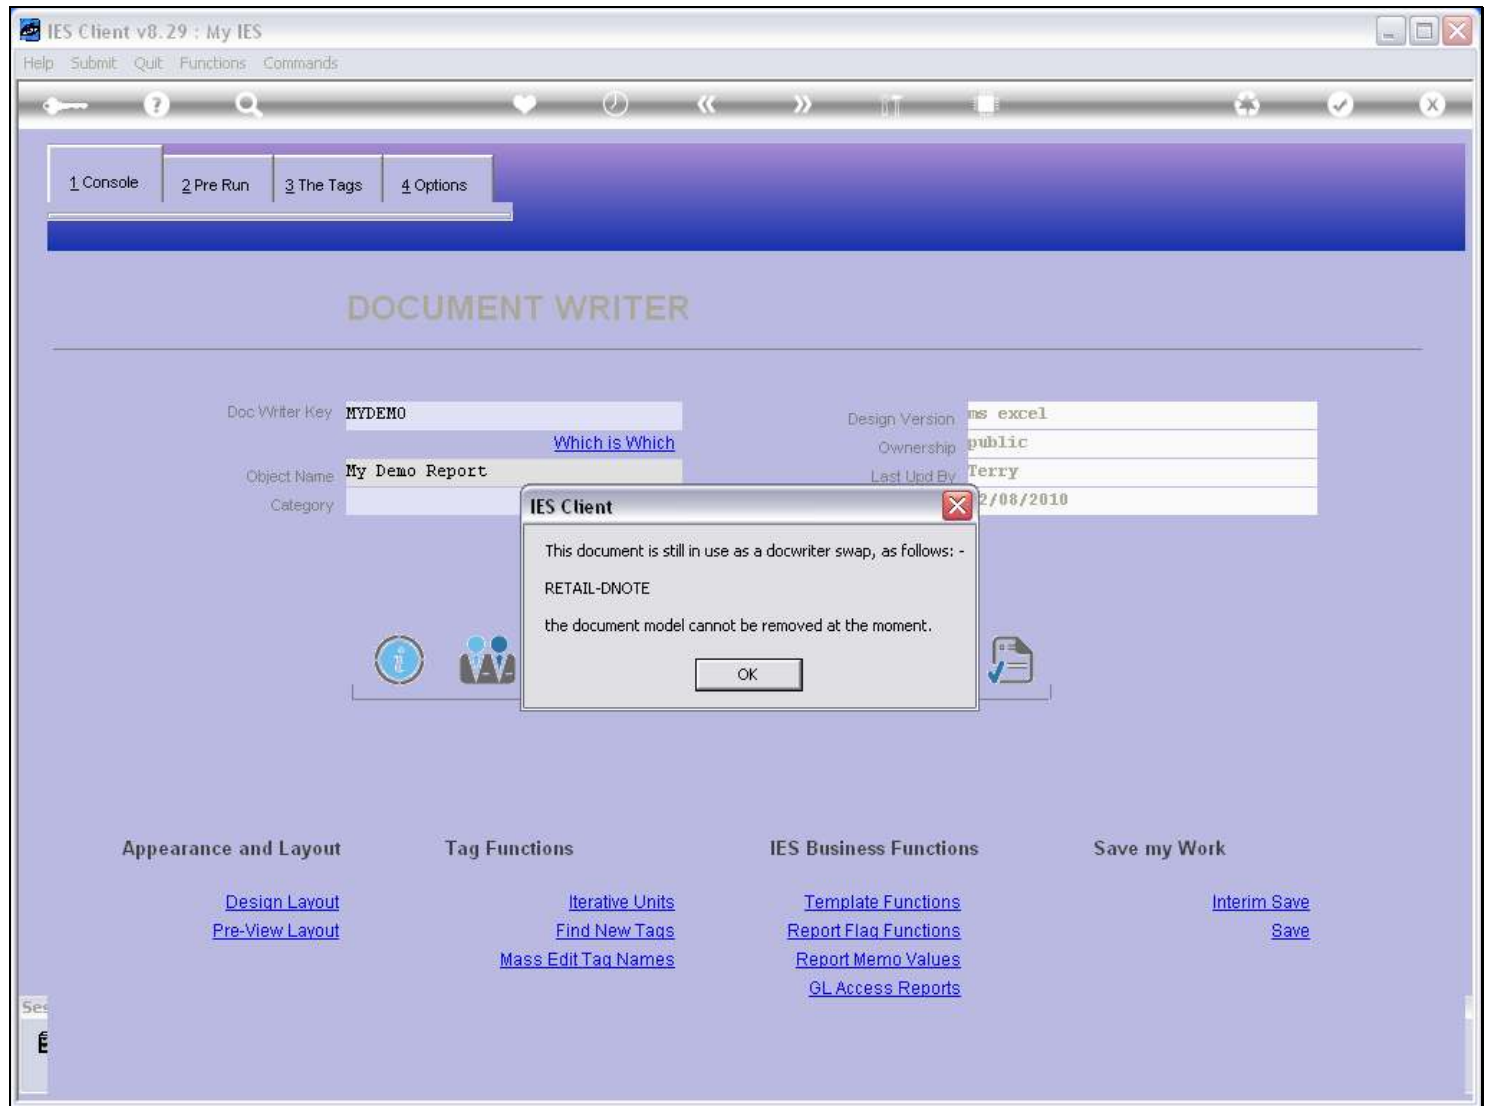 IES Client v8.29 : My IES
Help Submit Quit Functions Commands
1 Console
2 Pre Run
3 The Tags
4 Options
DOCUMENT WRITER
Doc Writer Key MYDEMO
Which is Which
Object Name My Demo Report
Category
Design Version ms excel
Ownership public
Last Upd By Terry
2/08/2010
IES Client
This document is still in use as a docwriter swap, as follows: -
RETAIL-DNOTE
the document model cannot be removed at the moment.
OK
Appearance and Layout
Design Layout
Pre-View Layout
Tag Functions
Iterative Units
Find New Tags
Mass Edit Tag Names
IES Business Functions
Template Functions
Report Flag Functions
Report Memo Values
GL Access Reports
Save my Work
Interim Save
Save
Ses